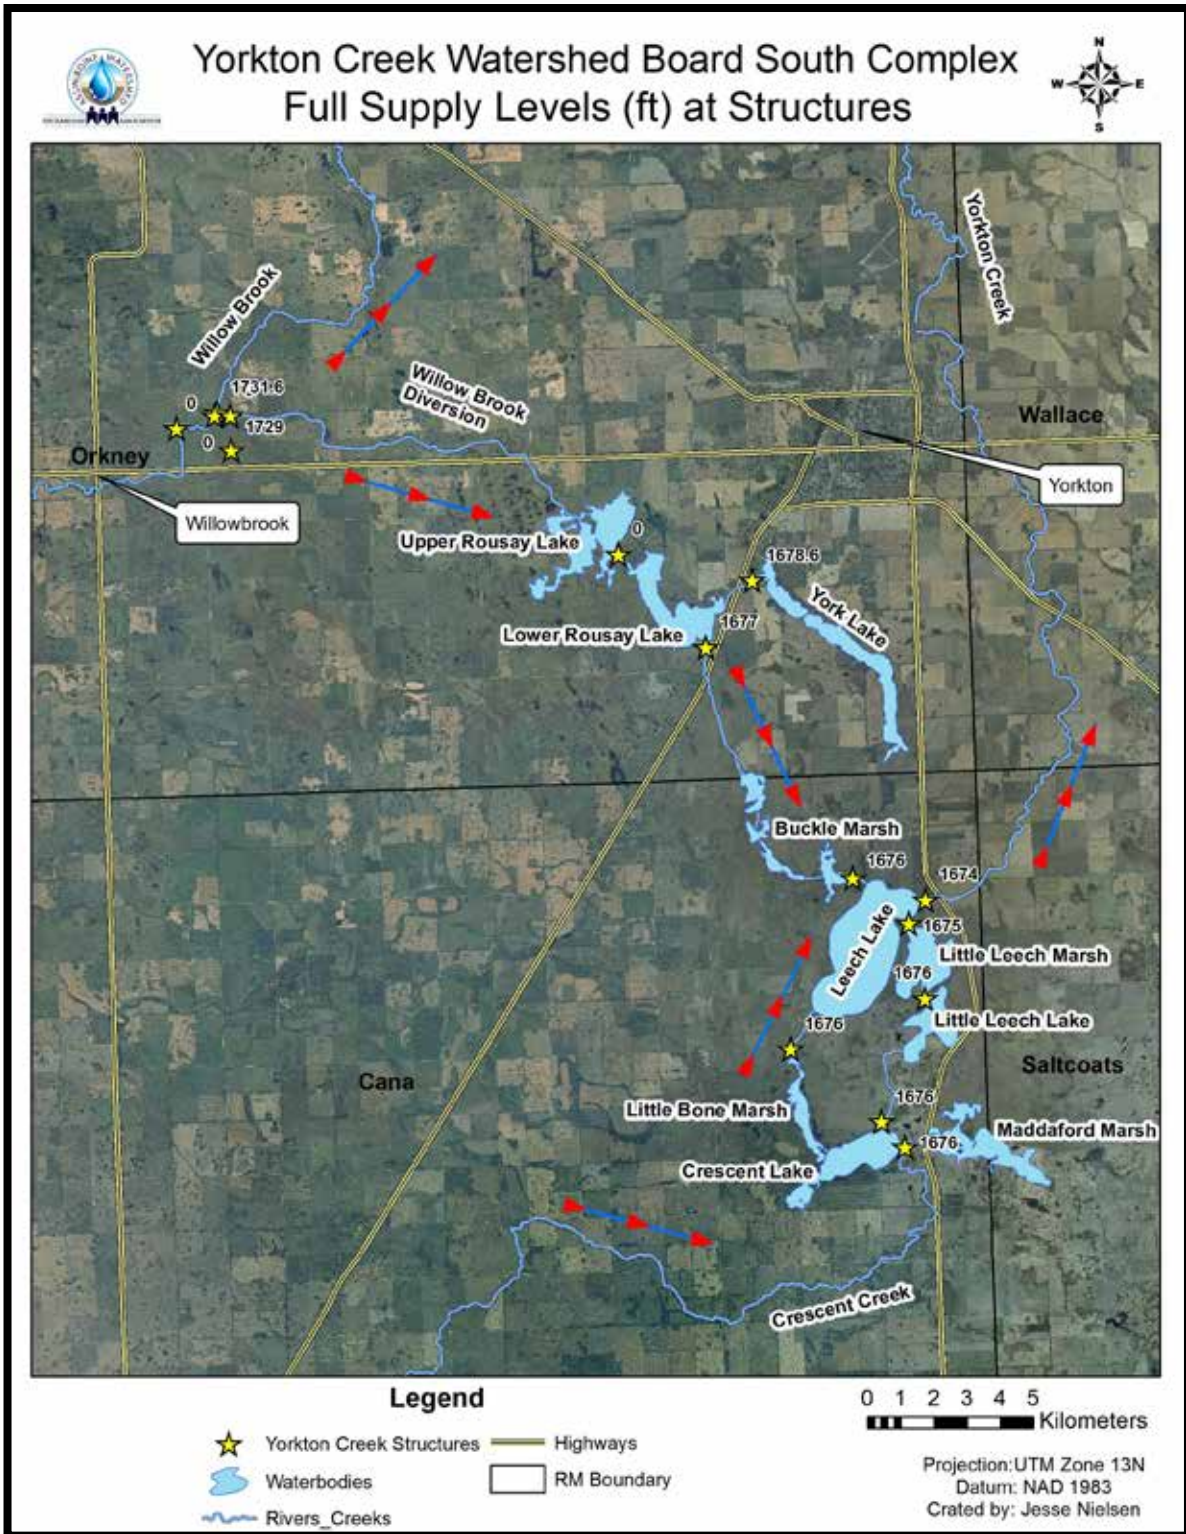 Yorkton Creek Watershed Board South Complex
Full Supply Levels (ft) at Structures
N
W
E
S
Yorkton Creek
Willow Brook
Willow Brook
Diversion
1731.6
0
1729
0
Wallace
Orkney
Yorkton
Willowbrook
0
Upper Rousay Lake
1678.6
York Lake
1677
Lower Rousay Lake
Buckle Marsh
1676
1674
Leech Lake
1675
Little Leech Marsh
1676
1676
Little Leech Lake
Saltcoats
Cana
1676
Little Bone Marsh
Maddaford Marsh
1676
Crescent Lake
Crescent Creek
Legend
0 1 2 3 4 5
Kilometers
Yorkton Creek Structures
Highways
Waterbodies
RM Boundary
Rivers_Creeks
Projection:UTM Zone 13N
Datum: NAD 1983
Crated by: Jesse Nielsen